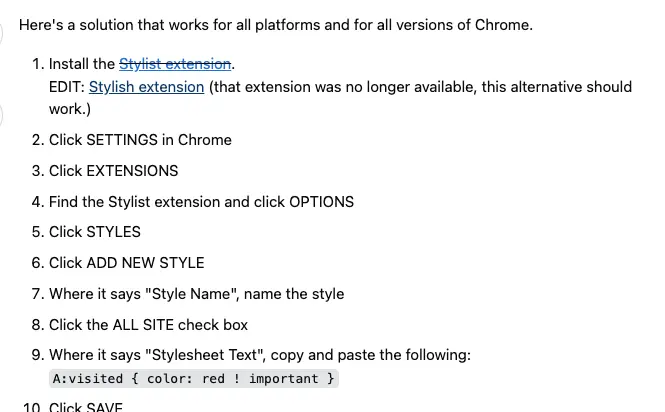 Here's a solution that works for all platforms and for all versions of Chrome.
1. Install the Stylist extension.
EDIT: Stylish extension (that extension was no longer available, this alternative should
work.)
2. Click SETTINGS in Chrome
3. Click EXTENSIONS
4. Find the Stylist extension and click OPTIONS
5. Click STYLES
6. Click ADD NEW STYLE
7. Where it says "Style Name", name the style
8. Click the ALL SITE check box
9. Where it says "Stylesheet Text", copy and paste the following:
A:visited { color: red ! important }
10. Click SAVE